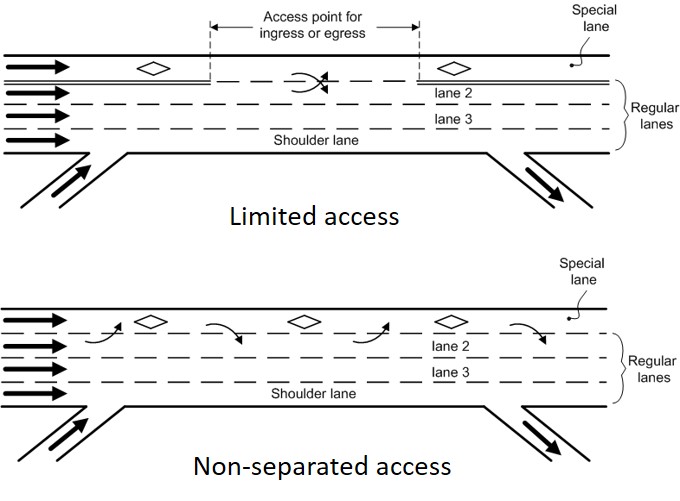 Access point for
ingress or egress
Special
lane
lane 2
lane 3
Shoulder lane
Regular
lanes
Limited access
Special
lane
lane 2
lane 3
Shoulder lane
Regular
lanes
Non-separated access